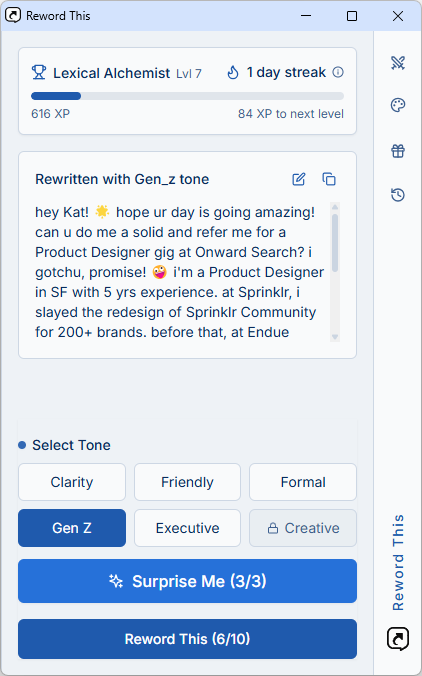 Reword This
Lexical Alchemist Lvl 7
1 day streak
616 XP
84 XP to next level
Rewritten with Gen_z tone
hey Kat! 🌟 hope ur day is going amazing!
can u do me a solid and refer me for a
Product Designer gig at Onward Search? i
gotchu, promise! 🤪 i'm a Product Designer
in SF with 5 yrs experience. at Sprinklr, i
slayed the redesign of Sprinklr Community
for 200+ brands. before that, at Endue
Select Tone
Clarity
Friendly
Formal
Gen Z
Executive
Creative
Surprise Me (3/3)
Reword This (6/10)
Reword This